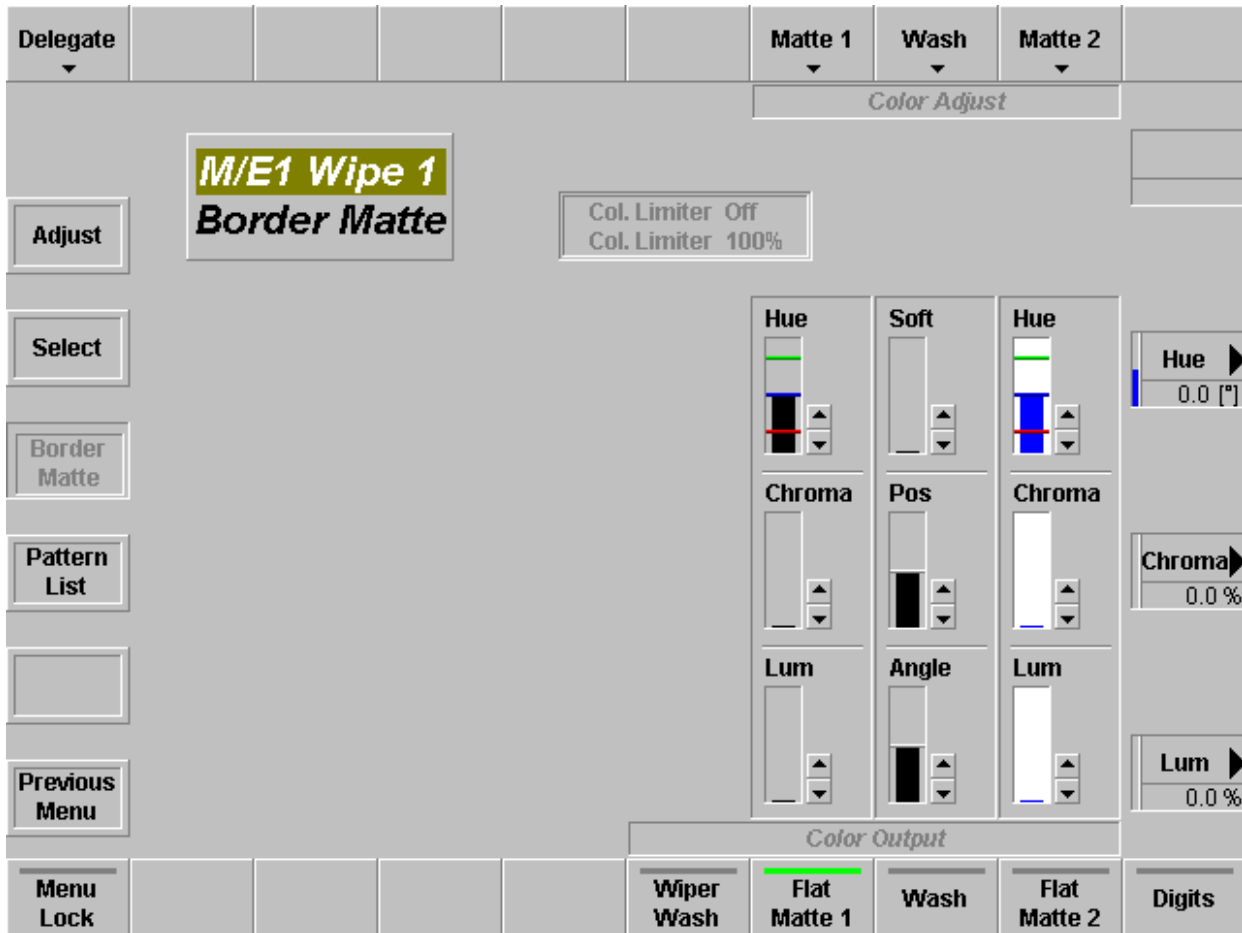 Delegate
Matte 1
Wash
Matte 2
Color Adjust
M/E1 Wipe 1
Border Matte
Col. Limiter Off
Col. Limiter 100%
Adjust
Select
Border
Matte
Pattern
List
Previous
Menu
Hue
Soft
Hue
Chroma
Pos
Chroma
Lum
Angle
Lum
Hue
0.0 [°]
Chroma
0.0 %
Lum
0.0 %
Color Output
Menu
Lock
Wiper
Wash
Flat
Matte 1
Wash
Flat
Matte 2
Digits